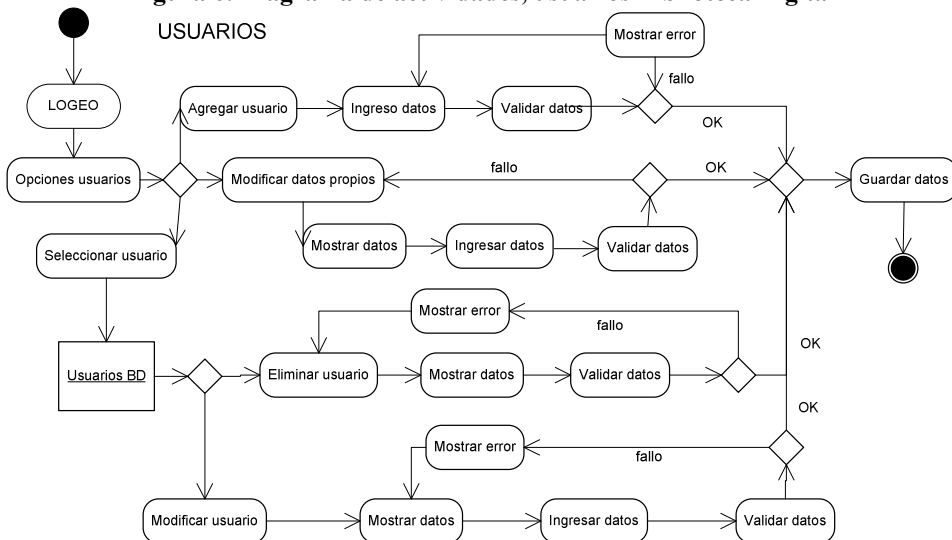 USUARIOS
Mostrar error
fallo
LOGEO
Agregar usuario
Ingreso datos
Validar datos
OK
Opciones usuarios
Modificar datos propios
fallo
OK
Guardar datos
Seleccionar usuario
Mostrar datos
Ingresar datos
Validar datos
Mostrar error
fallo
OK
Usuarios BD
Eliminar usuario
Mostrar datos
Validar datos
OK
Mostrar error
fallo
Modificar usuario
Mostrar datos
Ingresar datos
Validar datos